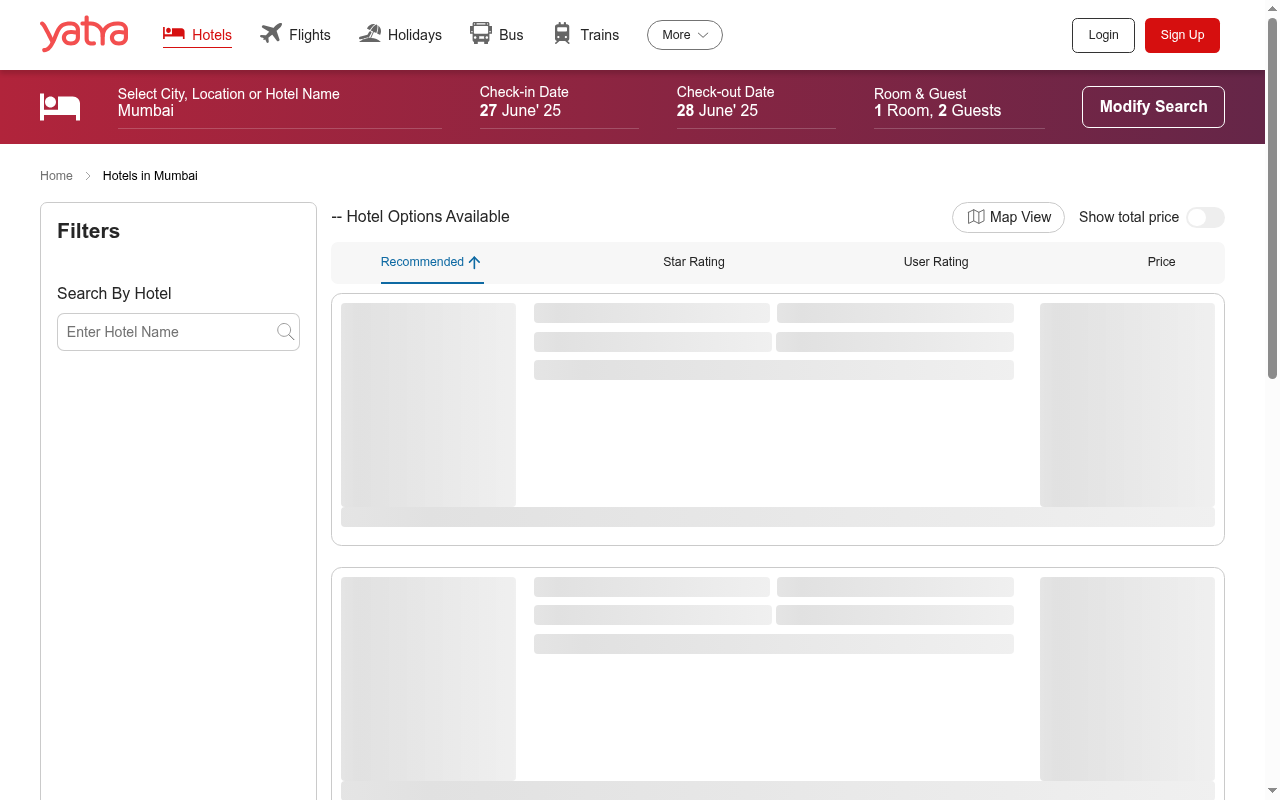 yatra
Hotels
Flights
Holidays
Bus
Trains
More
Login
Sign Up
Select City, Location or Hotel Name
Mumbai
Check-in Date
27 June' 25
Check-out Date
28 June' 25
Room & Guest
1 Room, 2 Guests
Modify Search
Home
Hotels in Mumbai
Filters
Search By Hotel
Enter Hotel Name
-- Hotel Options Available
Map View
Show total price
Recommended
Star Rating
User Rating
Price